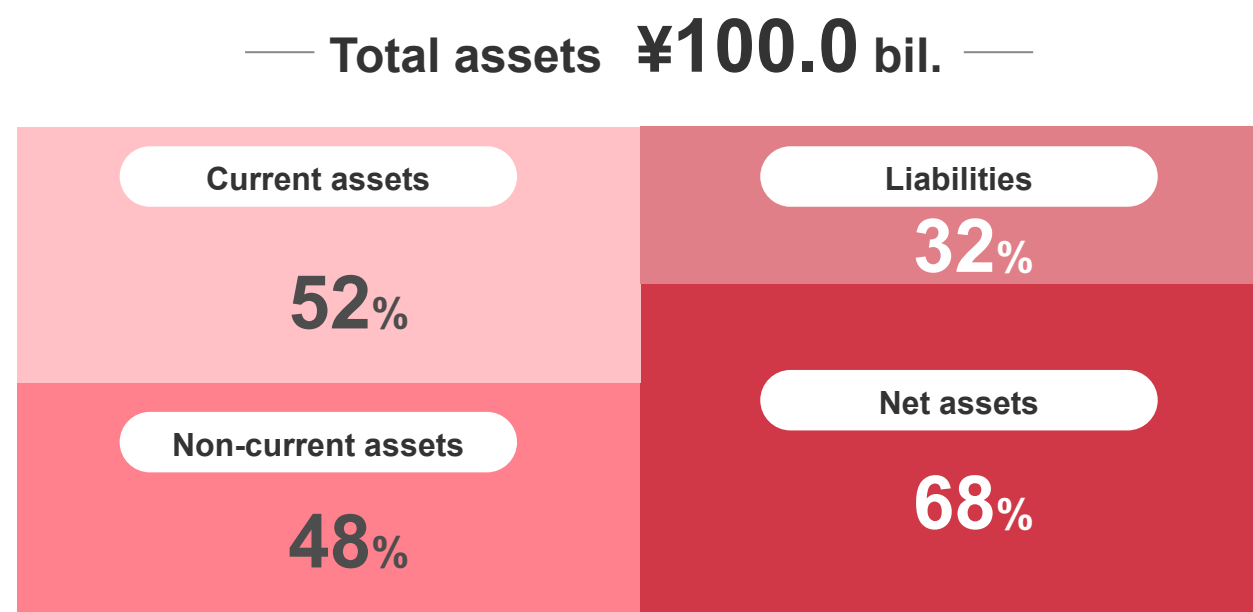 Total assets ¥100.0 bil.
Current assets
52%
Non-current assets
48%
Liabilities
32%
Net assets
68%